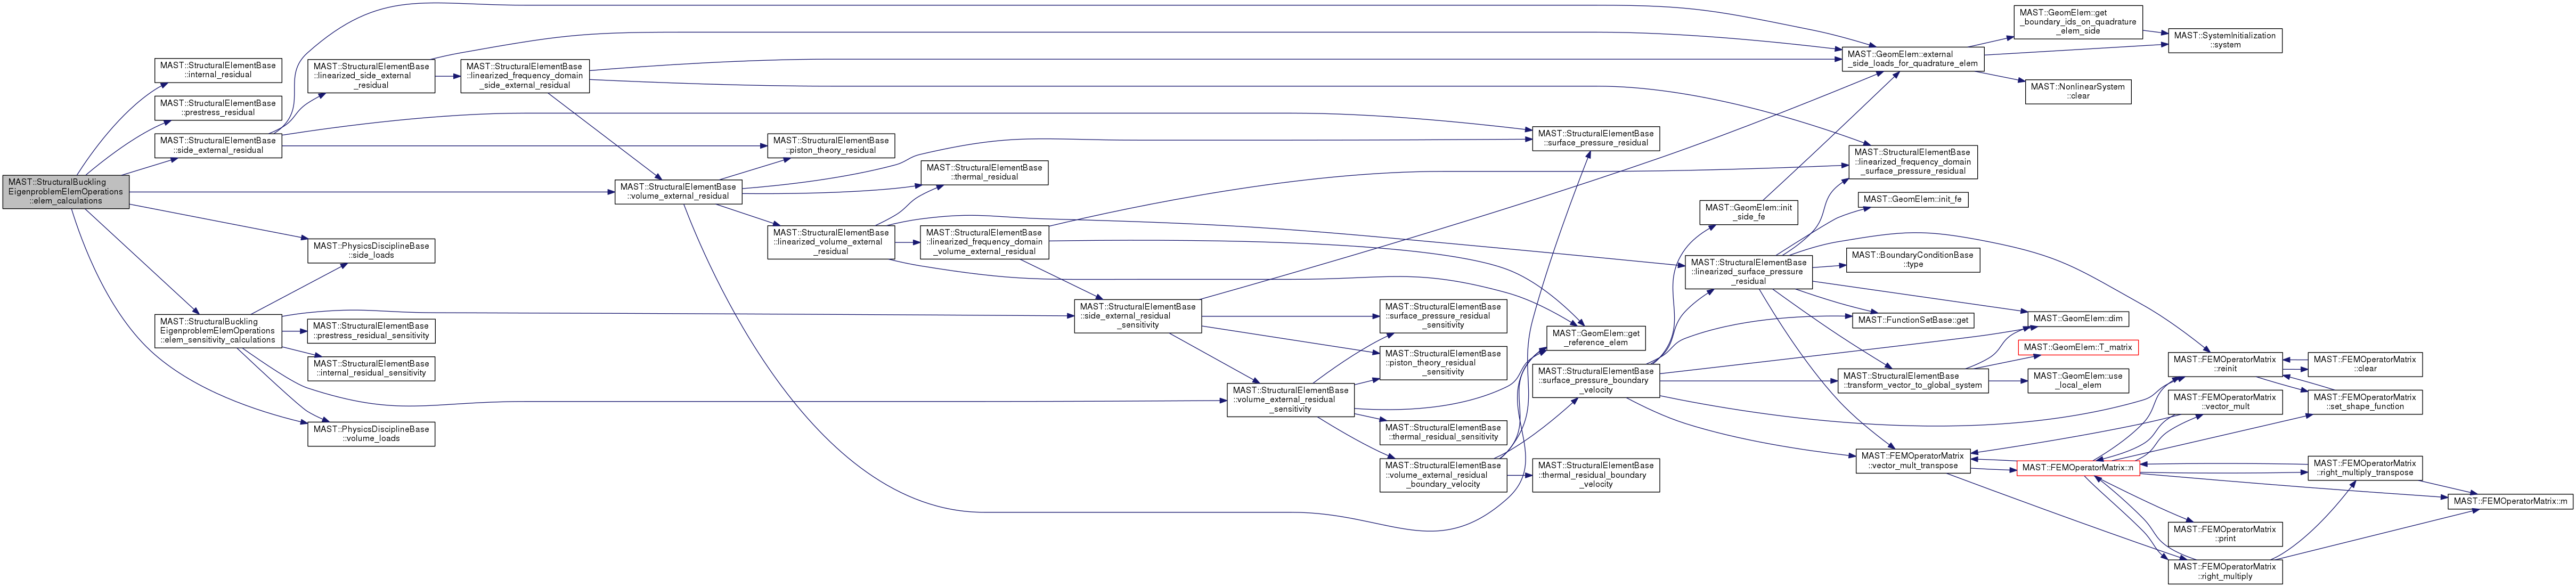 MAST::StructuralBuckling
EigenproblemElemOperations
::elem_calculations
MAST::StructuralElementBase
::internal_residual
MAST::StructuralElementBase
::prestress_residual
MAST::StructuralElementBase
::side_external_residual
MAST::StructuralBuckling
EigenproblemElemOperations
::elem_sensitivity_calculations
MAST::StructuralElementBase
::linearized_side_external
_residual
MAST::PhysicsDisciplineBase
::side_loads
MAST::StructuralElementBase
::prestress_residual_sensitivity
MAST::StructuralElementBase
::internal_residual_sensitivity
MAST::PhysicsDisciplineBase
::volume_loads
MAST::StructuralElementBase
::linearized_frequency_domain
_side_external_residual
MAST::StructuralElementBase
::volume_external_residual
MAST::StructuralElementBase
::piston_theory_residual
MAST::StructuralElementBase
::linearized_volume_external
_residual
MAST::StructuralElementBase
::thermal_residual
MAST::StructuralElementBase
::linearized_frequency_domain
_volume_external_residual
MAST::StructuralElementBase
::side_external_residual
_sensitivity
MAST::StructuralElementBase
::volume_external_residual
_sensitivity
MAST::StructuralElementBase
::surface_pressure_residual
_sensitivity
MAST::StructuralElementBase
::piston_theory_residual
_sensitivity
MAST::StructuralElementBase
::thermal_residual_sensitivity
MAST::StructuralElementBase
::volume_external_residual
_boundary_velocity
MAST::StructuralElementBase
::surface_pressure_residual
MAST::GeomElem::get
_reference_elem
MAST::StructuralElementBase
::surface_pressure_boundary
_velocity
MAST::StructuralElementBase
::thermal_residual_boundary
_velocity
MAST::GeomElem::init
_side_fe
MAST::StructuralElementBase
::linearized_surface_pressure
_residual
MAST::GeomElem::external
_side_loads_for_quadrature_elem
MAST::StructuralElementBase
::linearized_frequency_domain
_surface_pressure_residual
MAST::GeomElem::init_fe
MAST::BoundaryConditionBase
::type
MAST::FunctionSetBase::get
MAST::StructuralElementBase
::transform_vector_to_global_system
MAST::FEMOperatorMatrix
::vector_mult_transpose
MAST::GeomElem::get
_boundary_ids_on_quadrature
_elem_side
MAST::NonlinearSystem
::clear
MAST::GeomElem::dim
MAST::GeomElem::T_matrix
MAST::GeomElem::use
_local_elem
MAST::FEMOperatorMatrix::n
MAST::SystemInitialization
::system
MAST::FEMOperatorMatrix
::reinit
MAST::FEMOperatorMatrix
::vector_mult
MAST::FEMOperatorMatrix
::print
MAST::FEMOperatorMatrix
::right_multiply
MAST::FEMOperatorMatrix
::clear
MAST::FEMOperatorMatrix
::set_shape_function
MAST::FEMOperatorMatrix
::right_multiply_transpose
MAST::FEMOperatorMatrix::m